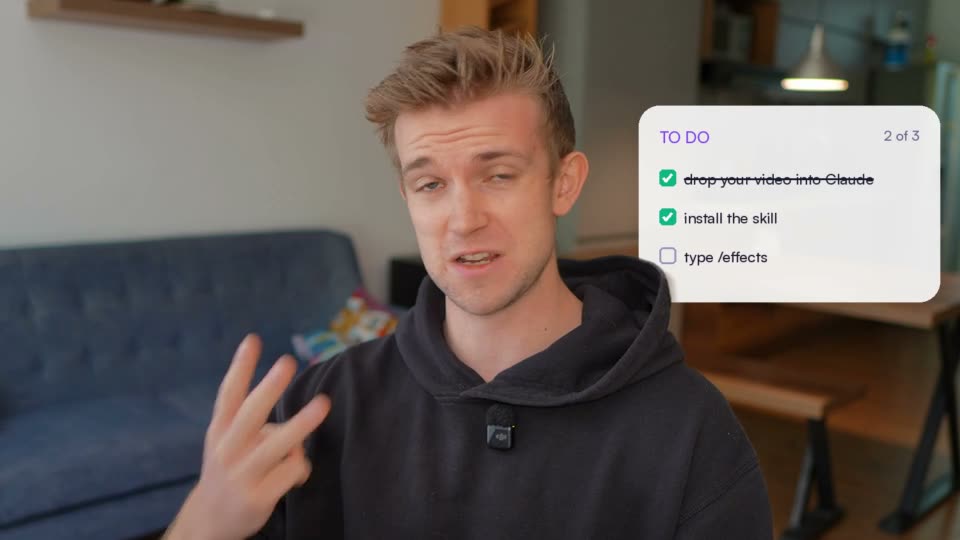 TO DO 2 of 3
drop your video into Claude
install the skill
type /effects